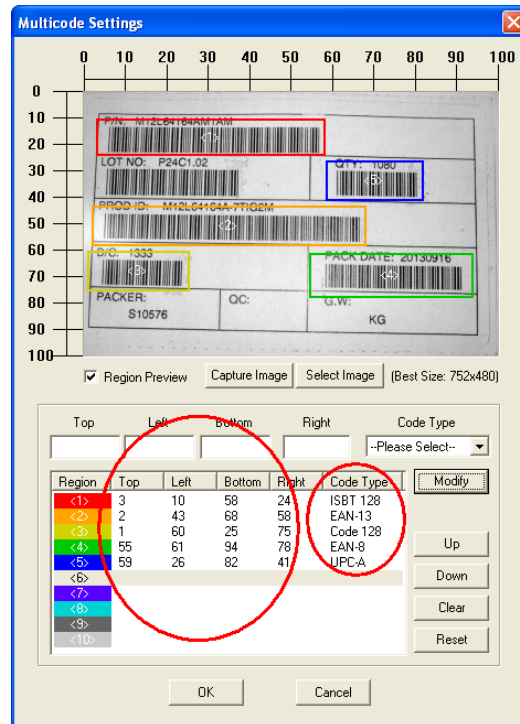 Multicode Settings
0 10 20 30 40 50 60 70 80 90 100
0
10
20
30
40
50
60
70
80
90
100
P/N: M12L64164AM1AM
<1>
LOT NO: P24C1.02
QTY: 1080
<5>
PROD ID: M12L64164A-7TIG2M
<2>
D/C: 1333
<3>
PACK DATE: 20130916
<4>
PACKER:
S10576
QC:
G.W:
KG
Region Preview
Capture Image
Select Image
(Best Size: 752x480)
Top Left Bottom Right Code Type
--Please Select--
Region Top Left Bottom Right Code Type
<1> 3 10 58 24 ISBT 128
<2> 2 43 68 58 EAN-13
<3> 1 60 25 75 Code 128
<4> 55 61 94 78 EAN-8
<5> 59 26 82 41 UPC-A
<6>
<7>
<8>
<9>
<10>
Modify
Up
Down
Clear
Reset
OK
Cancel